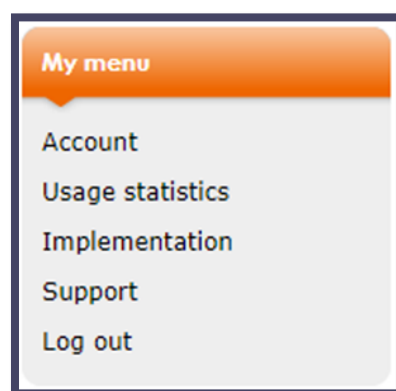 My menu
Account
Usage statistics
Implementation
Support
Log out